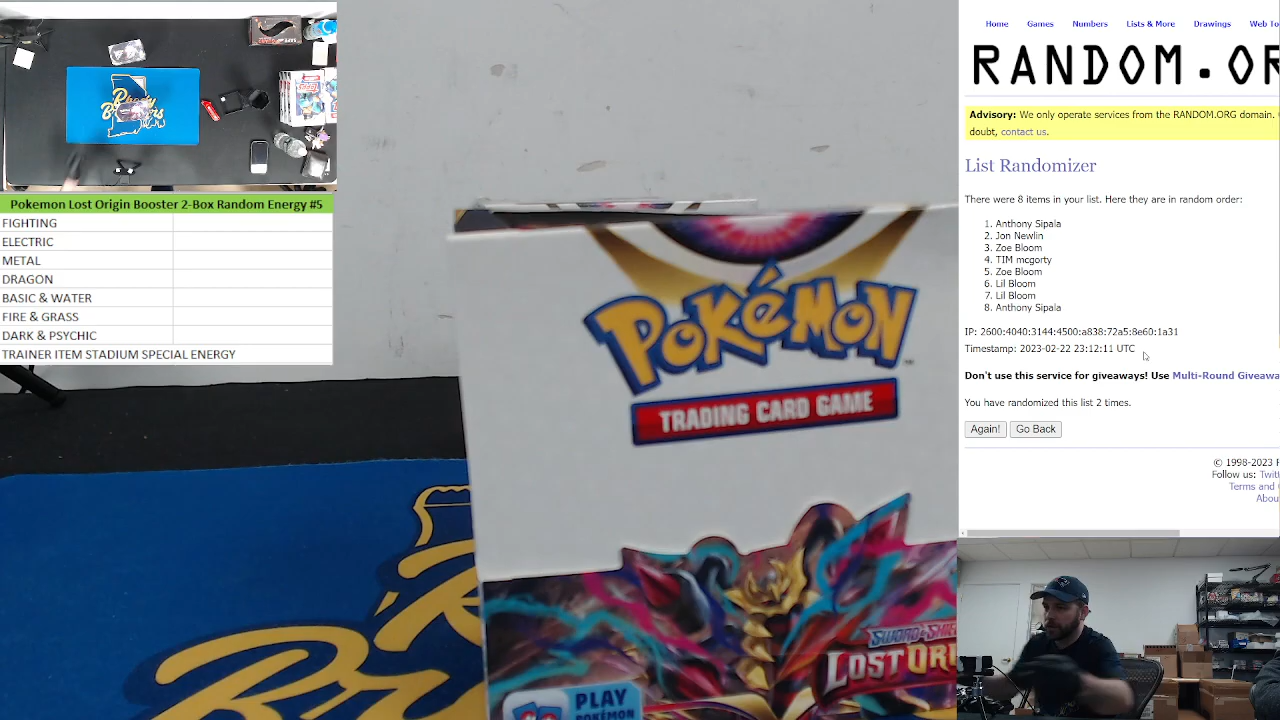 Pokemon Lost Origin Booster 2-Box Random Energy #5
FIGHTING
ELECTRIC
METAL
DRAGON
BASIC & WATER
FIRE & GRASS
DARK & PSYCHIC
TRAINER ITEM STADIUM SPECIAL ENERGY
POKÉMON
TRADING CARD GAME
SWORD & SHIE
LOST ORI
PLAY
POKÉMON
Home Games Numbers Lists & More Drawings Web To
RANDOM.OR
Advisory: We only operate services from the RANDOM.ORG domain.
doubt, contact us.
List Randomizer
There were 8 items in your list. Here they are in random order:
1. Anthony Sipala
2. Jon Newlin
3. Zoe Bloom
4. TIM mcgorty
5. Zoe Bloom
6. Lil Bloom
7. Lil Bloom
8. Anthony Sipala
IP: 2600:4040:3144:4500:a838:72a5:8e60:1a31
Timestamp: 2023-02-22 23:12:11 UTC
Don't use this service for giveaways! Use Multi-Round Giveawa
You have randomized this list 2 times.
Again! Go Back
© 1998-2023
Follow us: Twit
Terms and
Abou